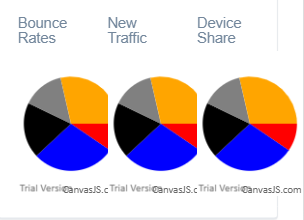 Bounce Rates
New Traffic
Device Share
Trial Version CanvasJS.c
Trial Version CanvasJS.c
Trial Version CanvasJS.com